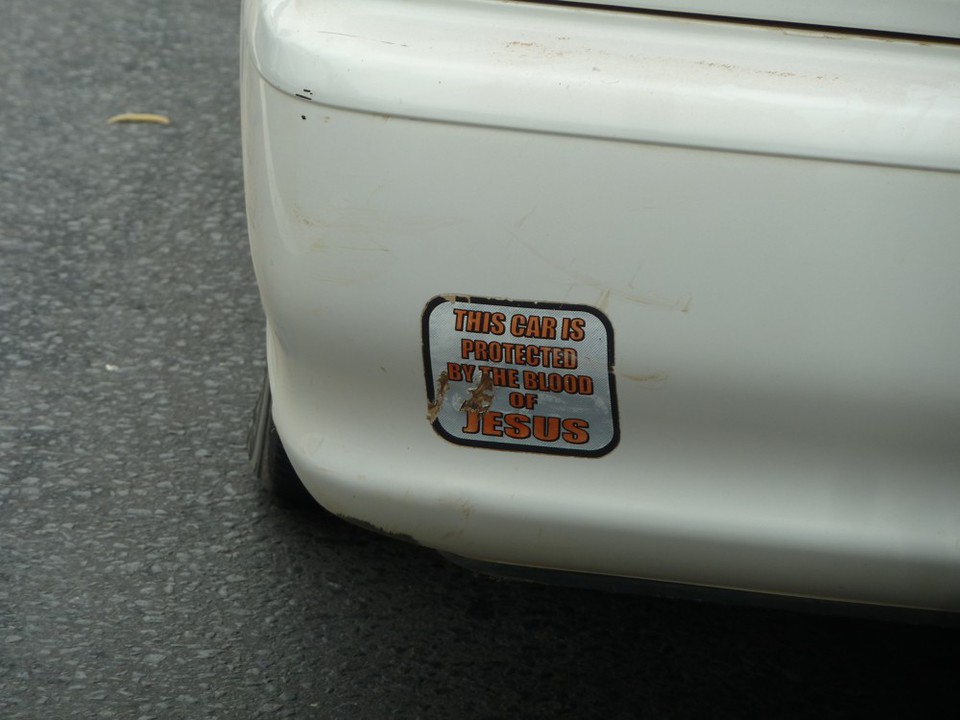 THIS CAR IS
PROTECTED
BY THE BLOOD
OF
JESUS